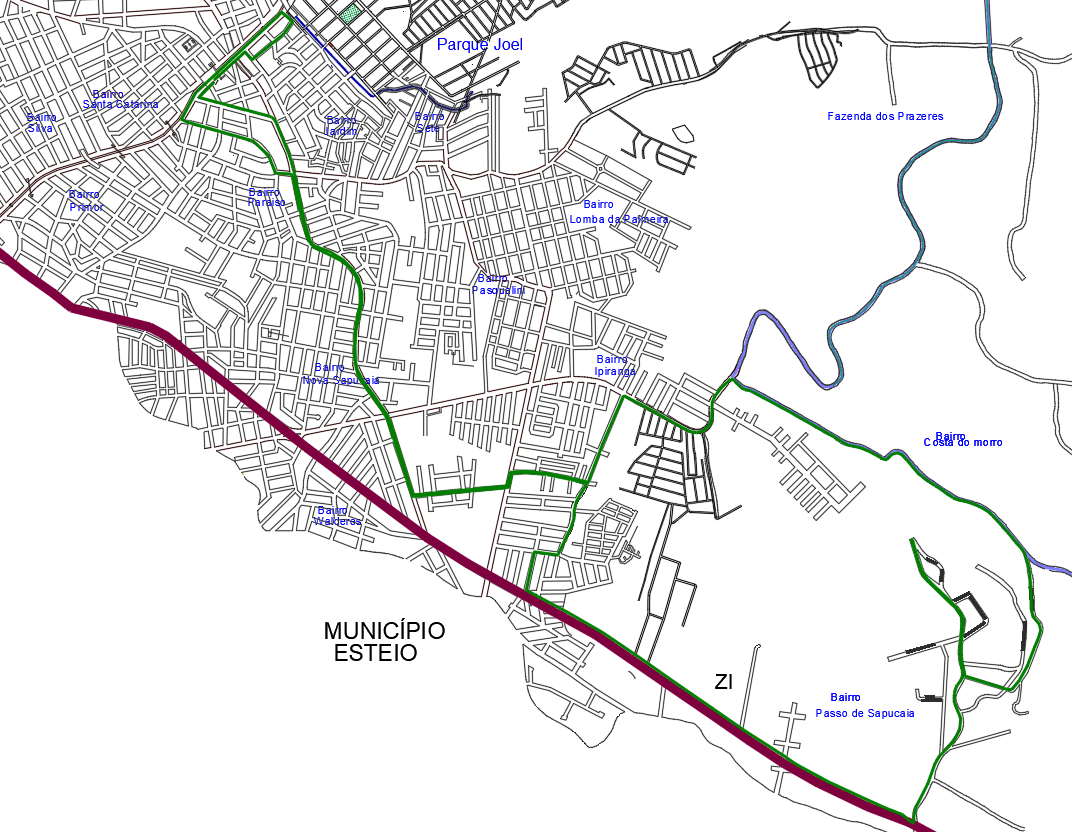 Parque Joel
Bairro
Santa Catarina
Bairro
Silva
Bairro
Jardim
Bairro
Sete
Fazenda dos Prazeres
Bairro
Primor
Bairro
Paraiso
Bairro
Lomba da Palmeira
Bairro
Pasqualini
Bairro
Ipiranga
Bairro
Nova Sapucaia
Bairro
Costa do morro
Bairro
Walderes
MUNICÍPIO
ESTEIO
ZI
Bairro
Passo de Sapucaia